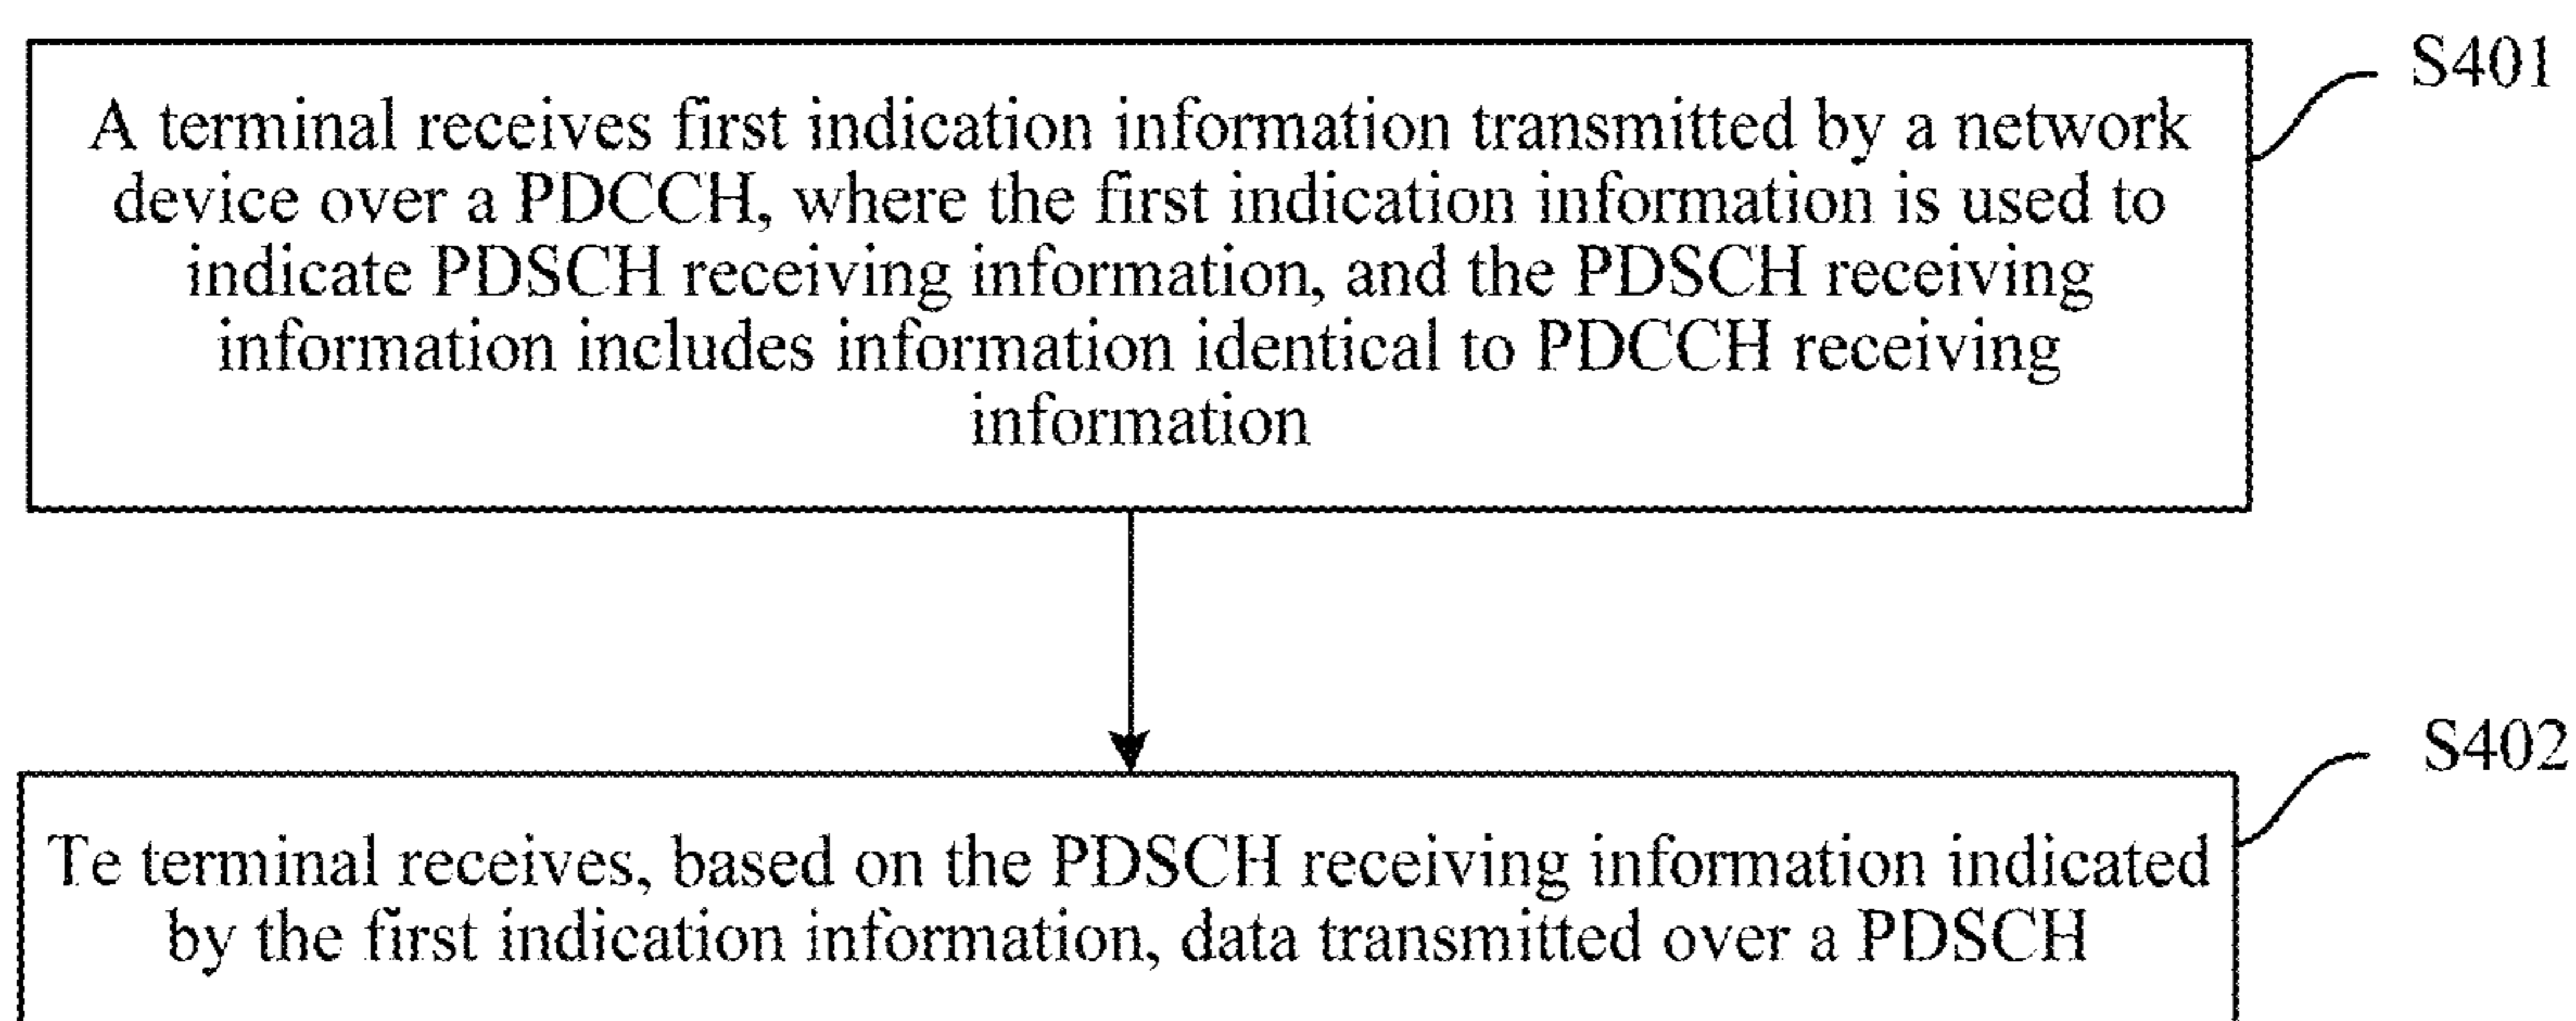 S401
A terminal receives first indication information transmitted by a network
device over a PDCCH, where the first indication information is used to
indicate PDSCH receiving information, and the PDSCH receiving
information includes information identical to PDCCH receiving
information
S402
Te terminal receives, based on the PDSCH receiving information indicated
by the first indication information, data transmitted over a PDSCH